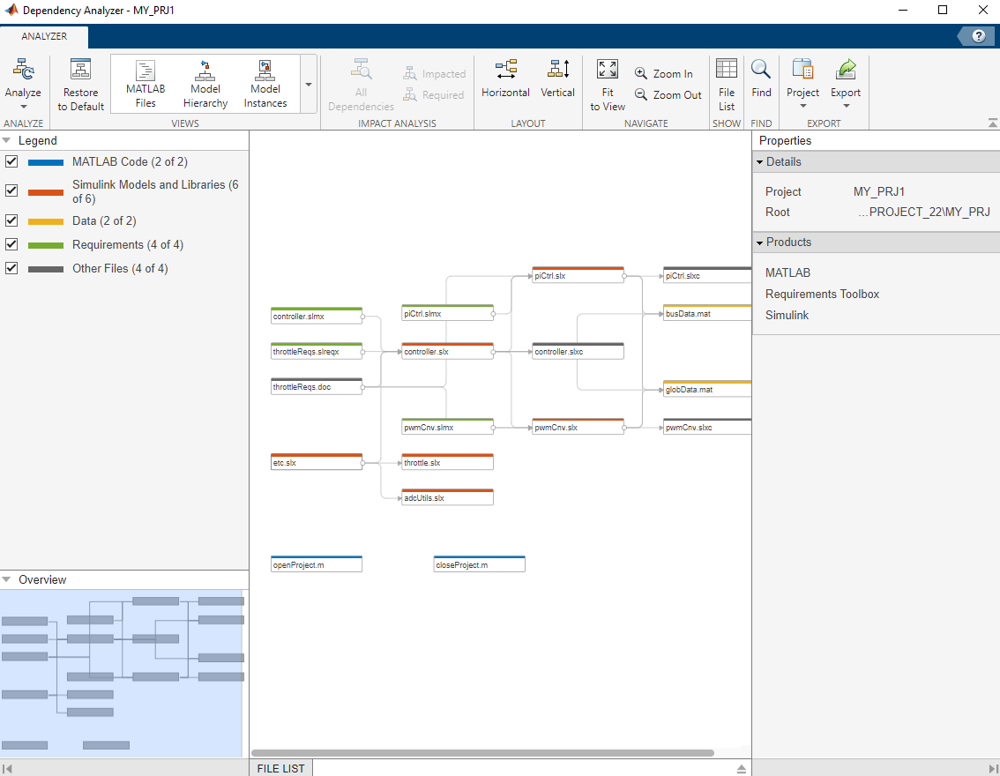 Dependency Analyzer - MY_PRJ1
ANALYZER
?
Analyze
Restore
to Default
MATLAB
Files
Model
Hierarchy
Model
Instances
All
Dependencies
Impacted
Required
Horizontal
Vertical
Fit
to View
Zoom In
Zoom Out
File
List
Find
Project
Export
ANALYZE
VIEWS
IMPACT ANALYSIS
LAYOUT
NAVIGATE
SHOW
FIND
EXPORT
Legend
MATLAB Code (2 of 2)
Simulink Models and Libraries (6
of 6)
Data (2 of 2)
Requirements (4 of 4)
Other Files (4 of 4)
Overview
piCtrl.slx
piCtrl.slxc
controller.slmx
piCtrl.slmx
busData.mat
throttleReqs.slreqx
controller.slx
controller.slxc
throttleReqs.doc
globData.mat
pwmCnv.slmx
pwmCnv.slx
pwmCnv.slxc
etc.slx
throttle.slx
adcUtils.slx
openProject.m
closeProject.m
FILE LIST
Properties
Details
Project MY_PRJ1
Root …PROJECT_22\MY_PRJ
Products
MATLAB
Requirements Toolbox
Simulink